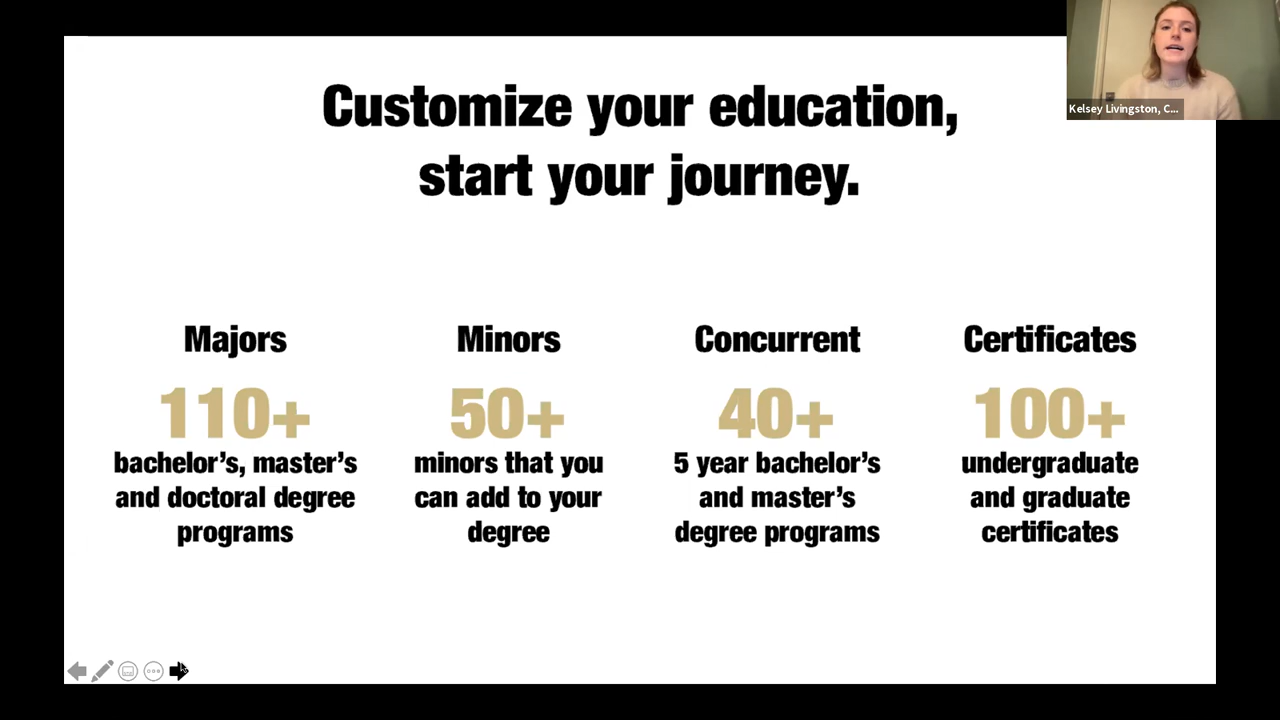 Customize your education,
start your journey.
Kelsey Livingston, C...
Majors
110+
bachelor’s, master’s
and doctoral degree
programs
Minors
50+
minors that you
can add to your
degree
Concurrent
40+
5 year bachelor’s
and master’s
degree programs
Certificates
100+
undergraduate
and graduate
certificates